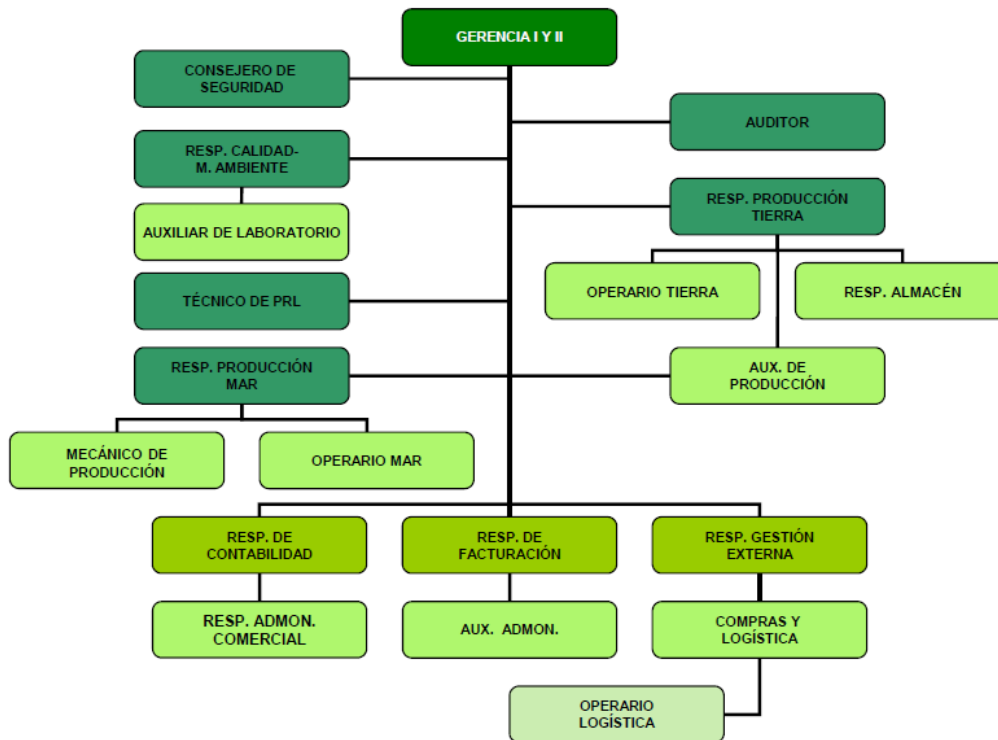 GERENCIA I Y II
CONSEJERO DE
SEGURIDAD
AUDITOR
RESP. CALIDAD-
M. AMBIENTE
RESP. PRODUCCIÓN
TIERRA
AUXILIAR DE LABORATORIO
OPERARIO TIERRA
RESP. ALMACÉN
TÉCNICO DE PRL
RESP. PRODUCCIÓN
MAR
AUX. DE
PRODUCCIÓN
MECÁNICO DE
PRODUCCIÓN
OPERARIO MAR
RESP. DE
CONTABILIDAD
RESP. DE
FACTURACIÓN
RESP. GESTIÓN
EXTERNA
RESP. ADMON.
COMERCIAL
AUX. ADMON.
COMPRAS Y
LOGÍSTICA
OPERARIO
LOGÍSTICA